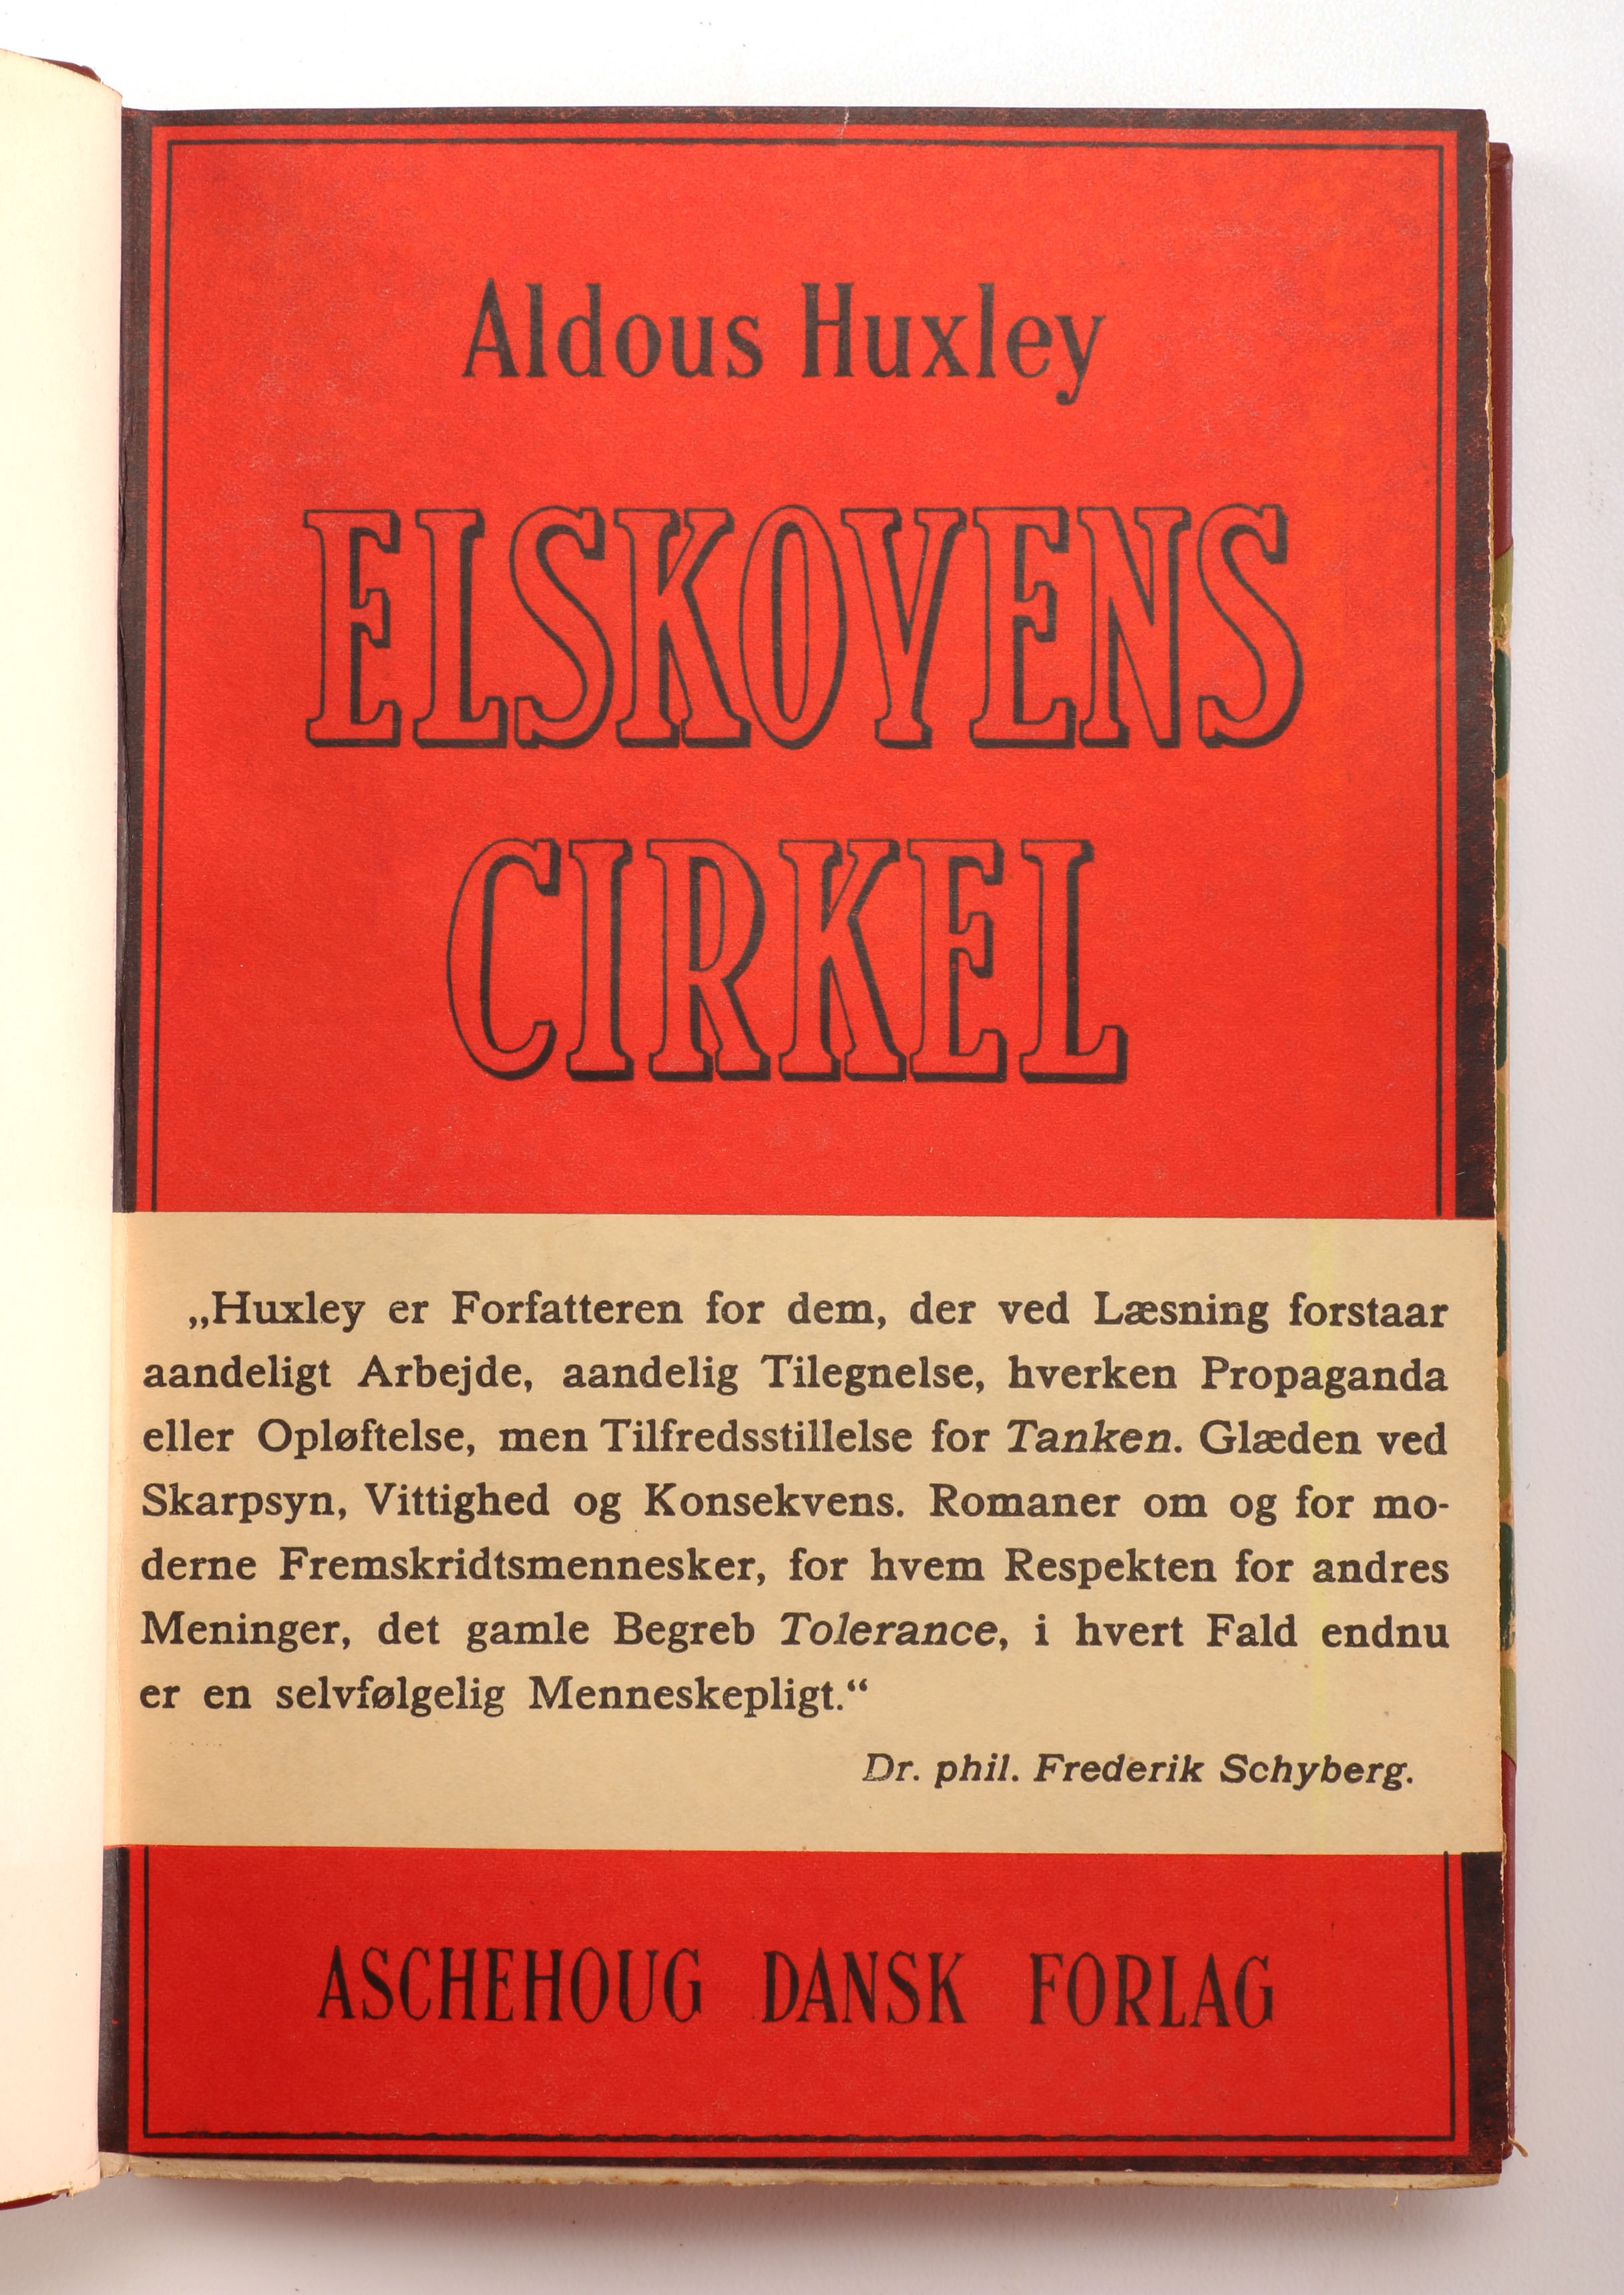 Aldous Huxley
ELSKOVENS
CIRKEL
„Huxley er Forfatteren for dem, der ved Læsning forstaar
aandeligt Arbejde, aandelig Tilegnelse, hverken Propaganda
eller Opløftelse, men Tilfredsstillelse for Tanken. Glæden ved
Skarpsyn, Vittighed og Konsekvens. Romaner om og for mo-
derne Fremskridtsmennesker, for hvem Respekten for andres
Meninger, det gamle Begreb Tolerance, i hvert Fald endnu
er en selvfølgelig Menneskepligt.“
Dr. phil. Frederik Schyberg.
ASCHEHOUG DANSK FORLAG